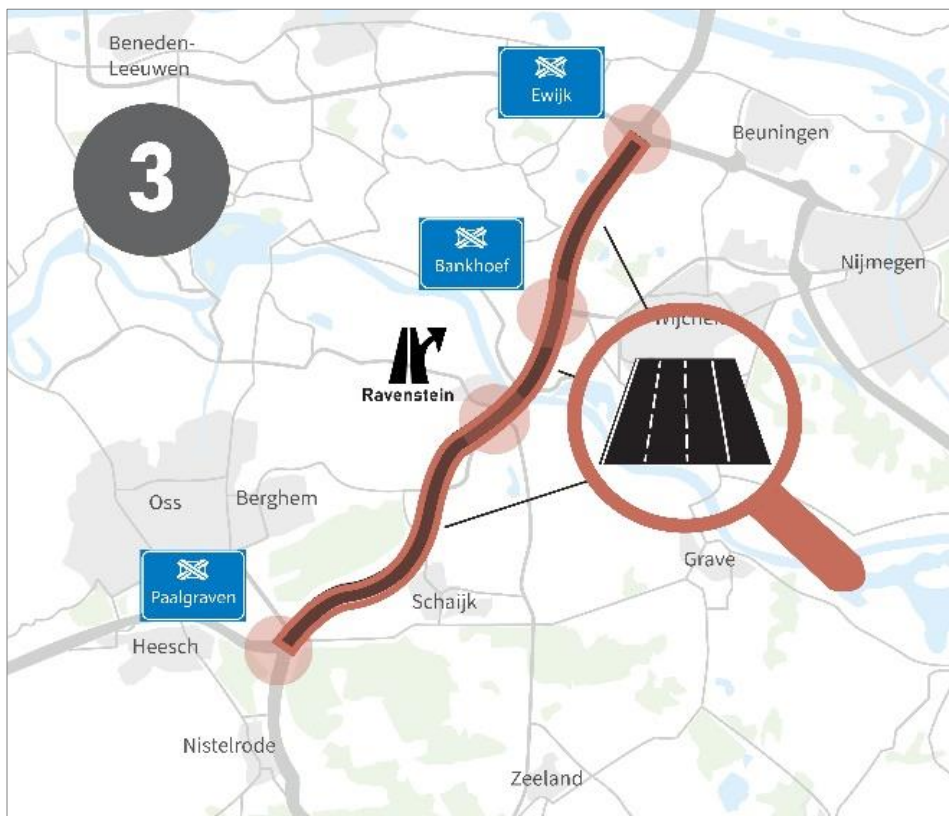 Beneden-
Leeuwen
Ewijk
Beuningen
3
Bankhoef
Nijmegen
Ravenstein
Oss
Berghem
Grave
Paalgraven
Schaijk
Heesch
Nistelrode
Zeeland